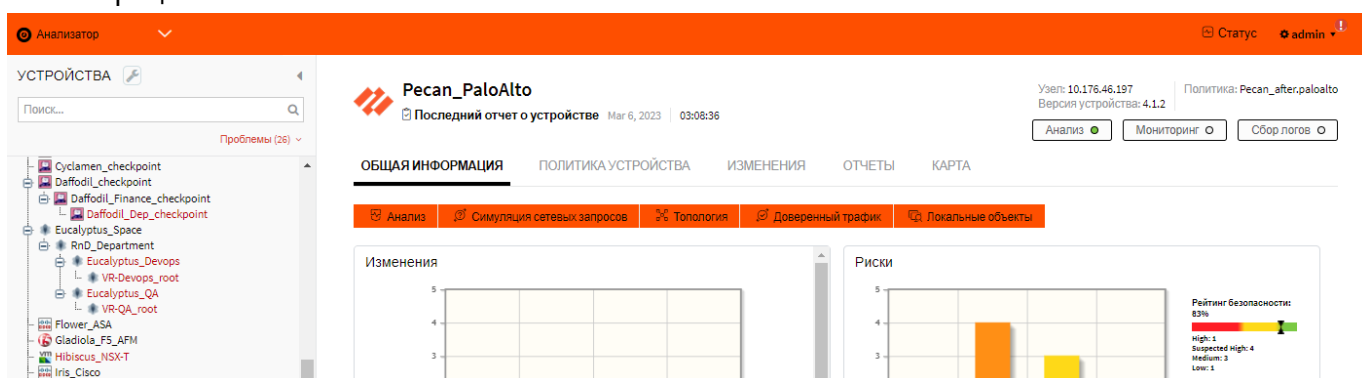 Анализатор
Статус
admin
УСТРОЙСТВА
Поиск...
Проблемы (26)
Cyclamen_checkpoint
Daffodil_checkpoint
Daffodil_Finance_checkpoint
Daffodil_Dep_checkpoint
Eucalyptus_Space
RnD_Department
Eucalyptus_Devops
VR-Devops_root
Eucalyptus_QA
VR-QA_root
Flower_ASA
Gladiola_F5_AFM
Hibiscus_NSX-T
Iris_Cisco
Pecan_PaloAlto
Последний отчет о устройстве Mar 6, 2023 03:08:36
Узел: 10.176.46.197
Версия устройства: 4.1.2
Политика: Pecan_after.paloalto
Анализ
Мониторинг
Сбор логов
ОБЩАЯ ИНФОРМАЦИЯ ПОЛИТИКА УСТРОЙСТВА ИЗМЕНЕНИЯ ОТЧЕТЫ КАРТА
Анализ Симуляция сетевых запросов Топология Доверенный трафик Локальные объекты
Изменения
5
4
3
Риски
5
4
3
Рейтинг безопасности:
83%
High: 1
Suspected High: 4
Medium: 3
Low: 1